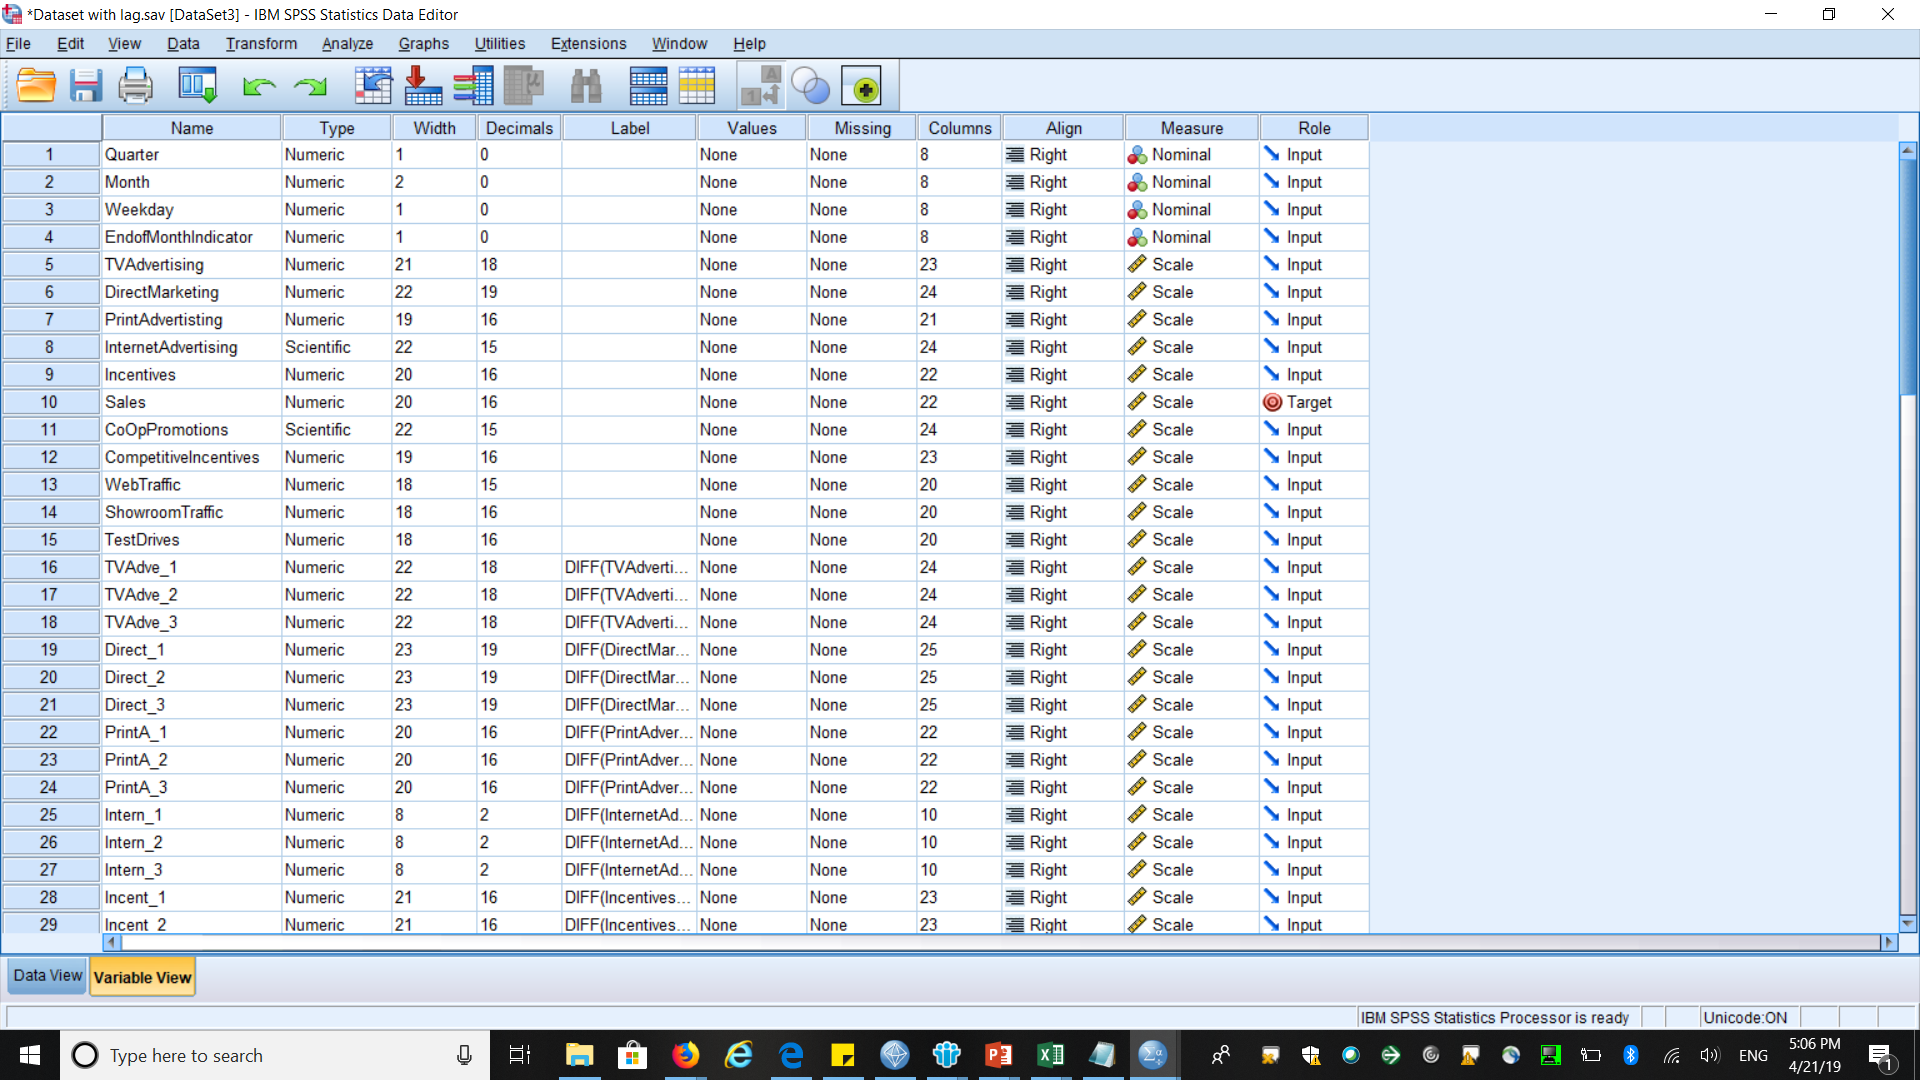 *Dataset with lag.sav [DataSet3] - IBM SPSS Statistics Data Editor
File Edit View Data Transform Analyze Graphs Utilities Extensions Window Help
Name Type Width Decimals Label Values Missing Columns Align Measure Role
1 Quarter Numeric 1 0 None None 8 Right Nominal Input
2 Month Numeric 2 0 None None 8 Right Nominal Input
3 Weekday Numeric 1 0 None None 8 Right Nominal Input
4 EndofMonthIndicator Numeric 1 0 None None 8 Right Nominal Input
5 TVAdvertising Numeric 21 18 None None 23 Right Scale Input
6 DirectMarketing Numeric 22 19 None None 24 Right Scale Input
7 PrintAdvertisting Numeric 19 16 None None 21 Right Scale Input
8 InternetAdvertising Scientific 22 15 None None 24 Right Scale Input
9 Incentives Numeric 20 16 None None 22 Right Scale Input
10 Sales Numeric 20 16 None None 22 Right Scale Target
11 CoOpPromotions Scientific 22 15 None None 24 Right Scale Input
12 CompetitiveIncentives Numeric 19 16 None None 23 Right Scale Input
13 WebTraffic Numeric 18 15 None None 20 Right Scale Input
14 ShowroomTraffic Numeric 18 16 None None 20 Right Scale Input
15 TestDrives Numeric 18 16 None None 20 Right Scale Input
16 TVAdve_1 Numeric 22 18 DIFF(TVAdverti... None None 24 Right Scale Input
17 TVAdve_2 Numeric 22 18 DIFF(TVAdverti... None None 24 Right Scale Input
18 TVAdve_3 Numeric 22 18 DIFF(TVAdverti... None None 24 Right Scale Input
19 Direct_1 Numeric 23 19 DIFF(DirectMar... None None 25 Right Scale Input
20 Direct_2 Numeric 23 19 DIFF(DirectMar... None None 25 Right Scale Input
21 Direct_3 Numeric 23 19 DIFF(DirectMar... None None 25 Right Scale Input
22 PrintA_1 Numeric 20 16 DIFF(PrintAdver... None None 22 Right Scale Input
23 PrintA_2 Numeric 20 16 DIFF(PrintAdver... None None 22 Right Scale Input
24 PrintA_3 Numeric 20 16 DIFF(PrintAdver... None None 22 Right Scale Input
25 Intern_1 Numeric 8 2 DIFF(InternetAd... None None 10 Right Scale Input
26 Intern_2 Numeric 8 2 DIFF(InternetAd... None None 10 Right Scale Input
27 Intern_3 Numeric 8 2 DIFF(InternetAd... None None 10 Right Scale Input
28 Incent_1 Numeric 21 16 DIFF(Incentives... None None 23 Right Scale Input
29 Incent_2 Numeric 21 16 DIFF(Incentives... None None 23 Right Scale Input
Data View Variable View
IBM SPSS Statistics Processor is ready Unicode:ON
Type here to search
ENG 5:06 PM
4/21/19
1